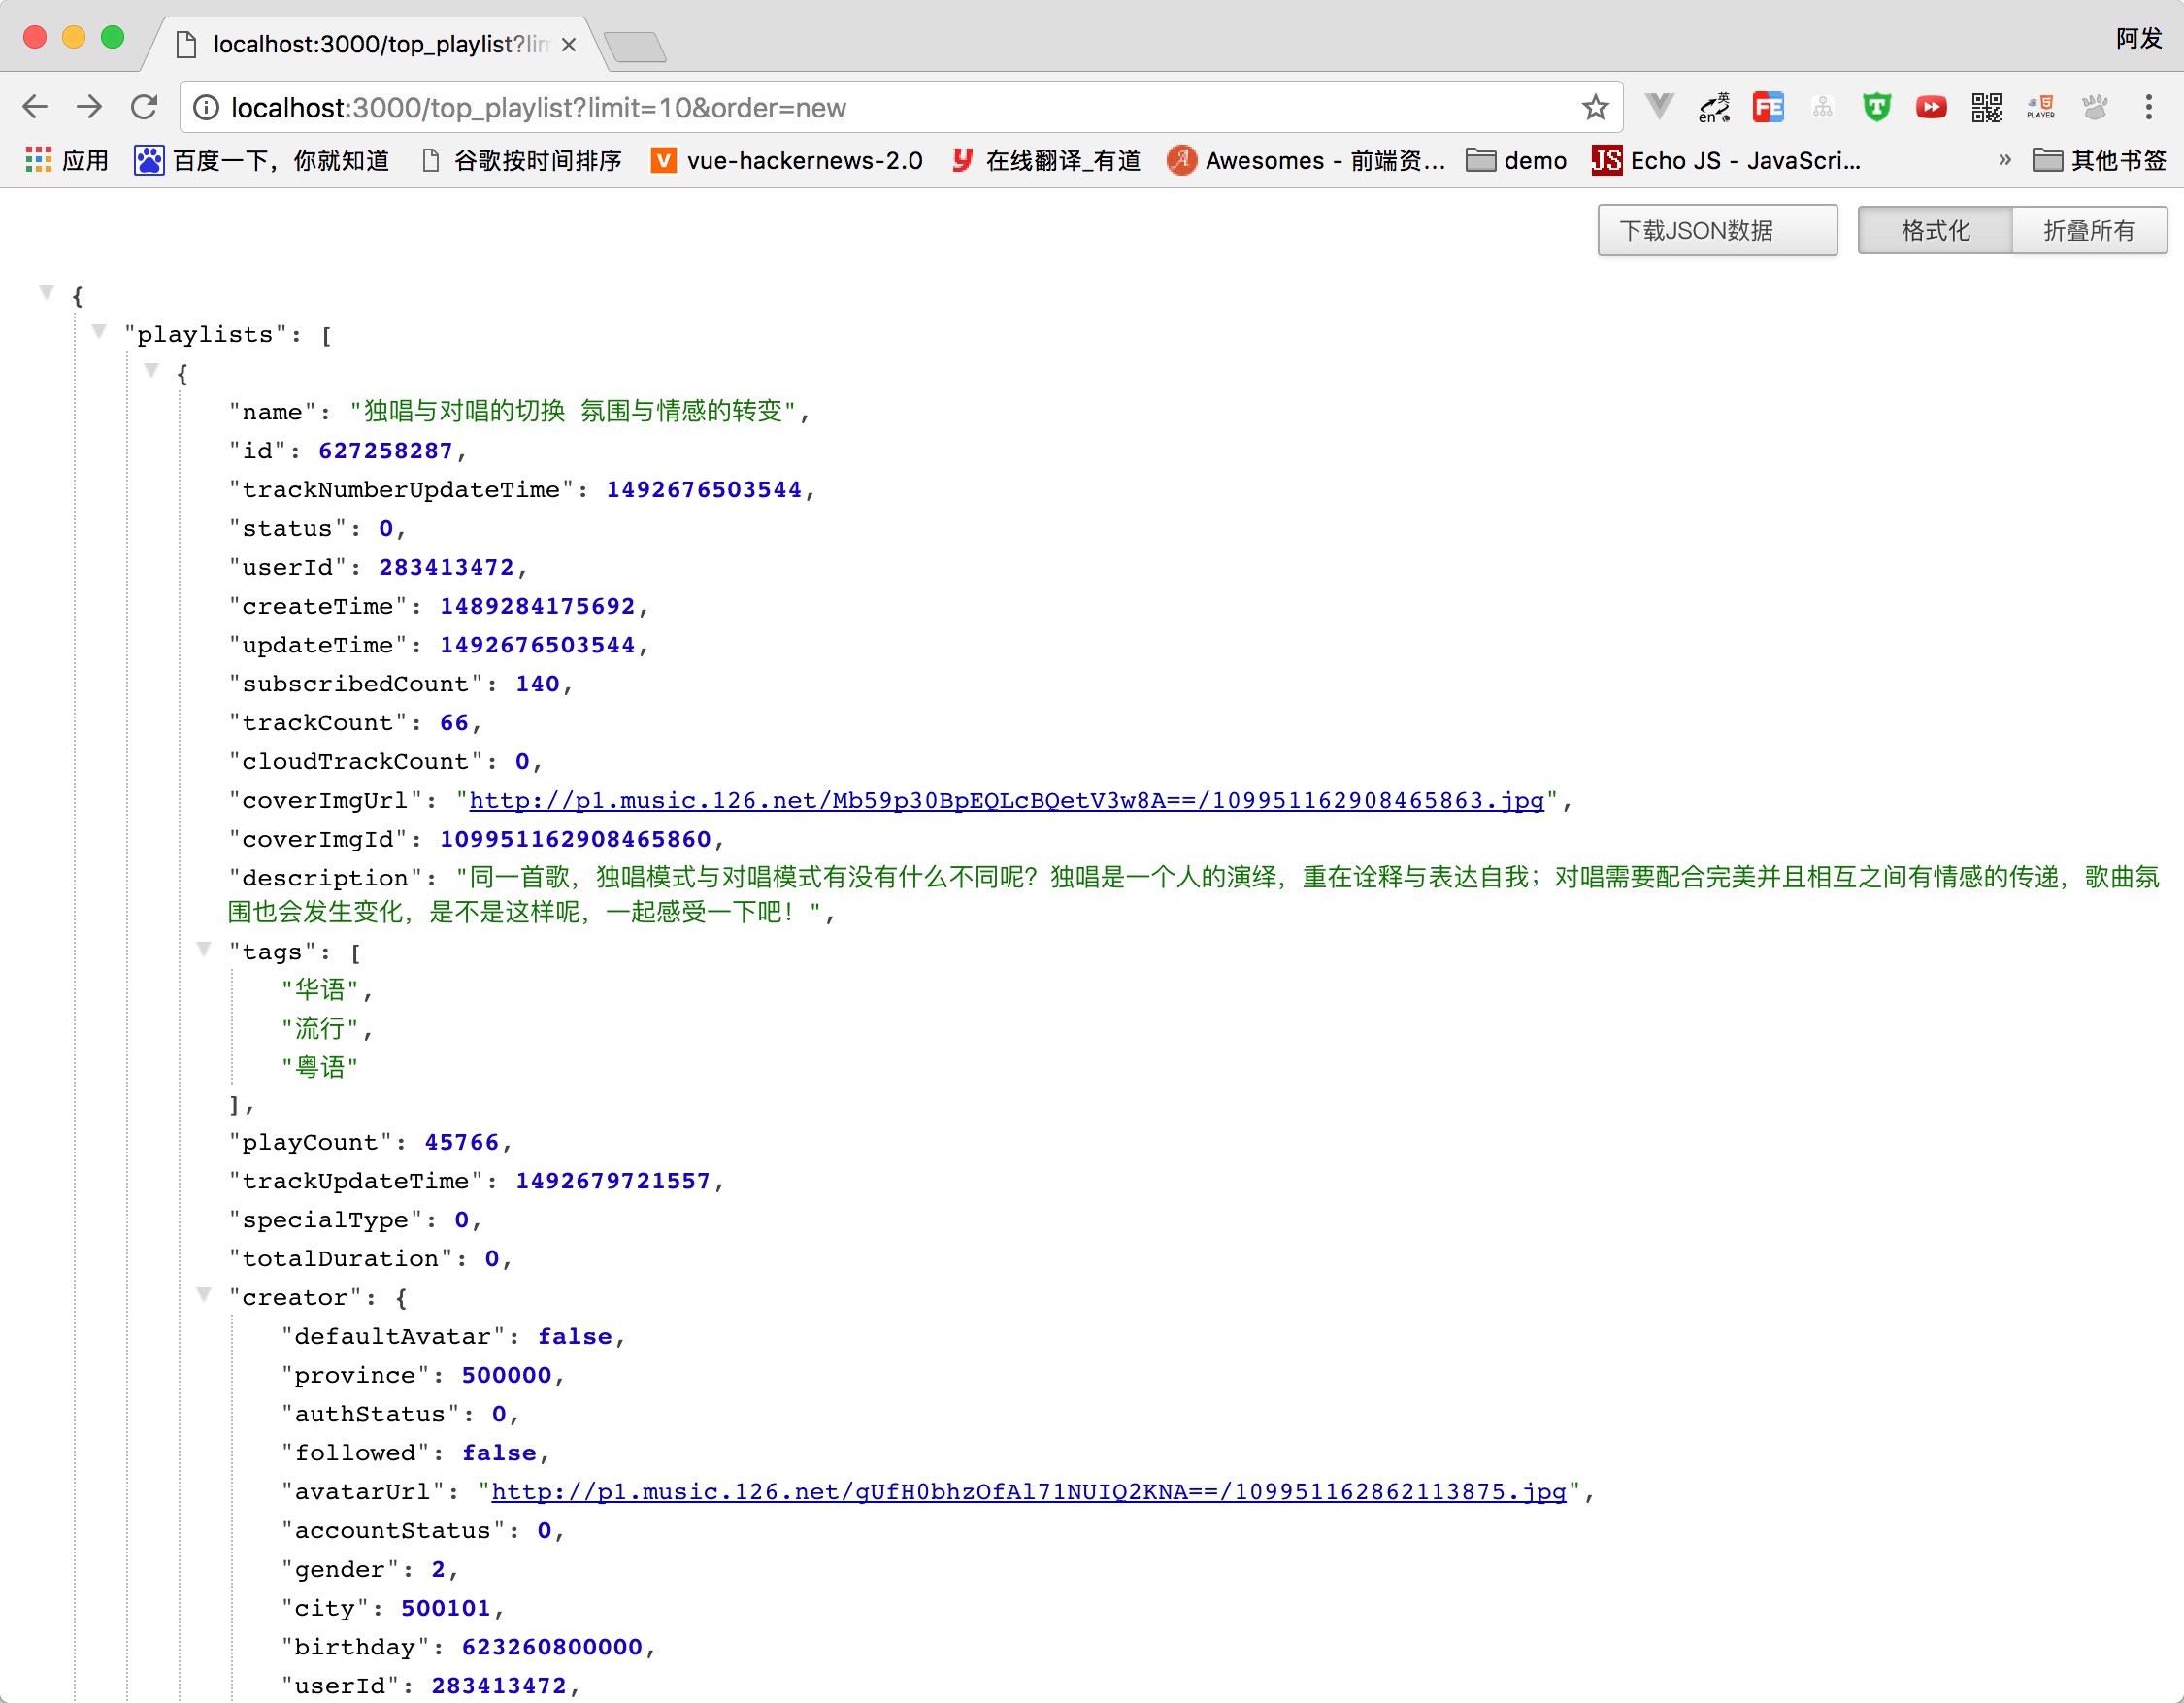 localhost:3000/top_playlist?lim
阿发
localhost:3000/top_playlist?limit=10&order=new
英
en
FE
T
5
PLAYER
应用
百度一下，你就知道
谷歌按时间排序
V
vue-hackernews-2.0
y
在线翻译_有道
A
Awesomes - 前端资...
demo
JS
Echo JS - JavaScri...
»
其他书签
下载JSON数据
格式化
折叠所有
{
"playlists": [
{
"name": "独唱与对唱的切换 氛围与情感的转变",
"id": 627258287,
"trackNumberUpdateTime": 1492676503544,
"status": 0,
"userId": 283413472,
"createTime": 1489284175692,
"updateTime": 1492676503544,
"subscribedCount": 140,
"trackCount": 66,
"cloudTrackCount": 0,
"coverImgUrl": "http://p1.music.126.net/Mb59p30BpEQLcBQetV3w8A==/109951162908465863.jpg",
"coverImgId": 109951162908465860,
"description": "同一首歌，独唱模式与对唱模式有没有什么不同呢？独唱是一个人的演绎，重在诠释与表达自我；对唱需要配合完美并且相互之间有情感的传递，歌曲氛
围也会发生变化，是不是这样呢，一起感受一下吧！",
"tags": [
"华语",
"流行",
"粤语"
],
"playCount": 45766,
"trackUpdateTime": 1492679721557,
"specialType": 0,
"totalDuration": 0,
"creator": {
"defaultAvatar": false,
"province": 500000,
"authStatus": 0,
"followed": false,
"avatarUrl": "http://p1.music.126.net/gUfH0bhzOfAl71NUIQ2KNA==/109951162862113875.jpg",
"accountStatus": 0,
"gender": 2,
"city": 500101,
"birthday": 623260800000,
"userId": 283413472,